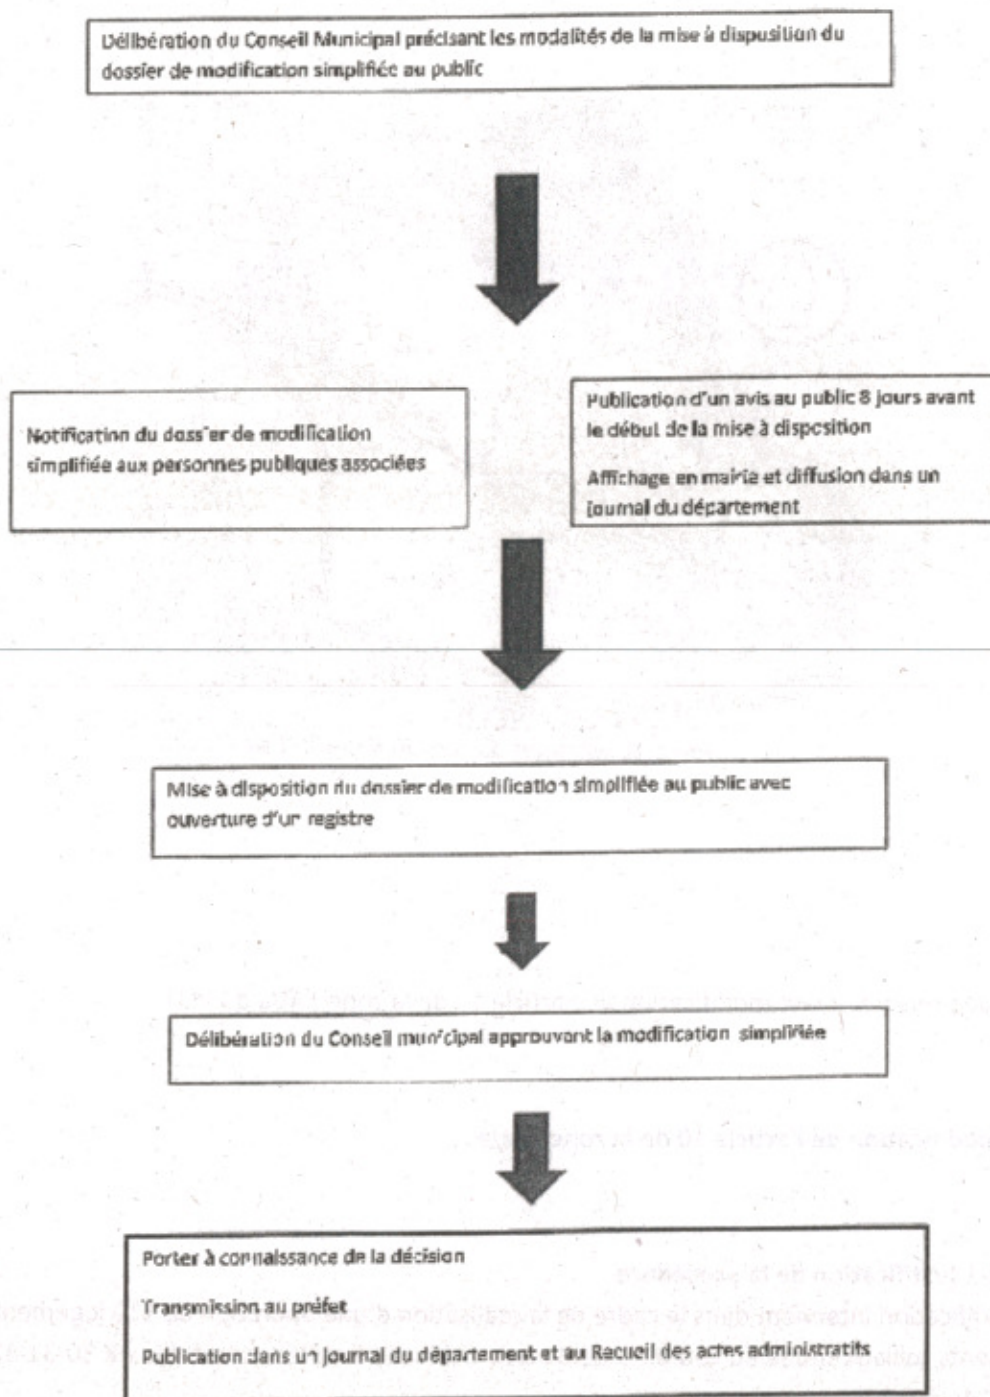 Délibération du Conseil Municipal précisant les modalités de la mise à disposition du
dossier de modification simplifiée au public
Notification du dossier de modification
simplifiée aux personnes publiques associées
Publication d'un avis au public 8 jours avant
le début de la mise à disposition
Affichage en mairie et diffusion dans un
journal du département
Mise à disposition du dossier de modification simplifiée au public avec
ouverture d'un registre
Délibération du Conseil municipal approuvant la modification simplifiée
Porter à connaissance de la décision
Transmission au préfet
Publication dans un journal du département et au Recueil des actes administratifs